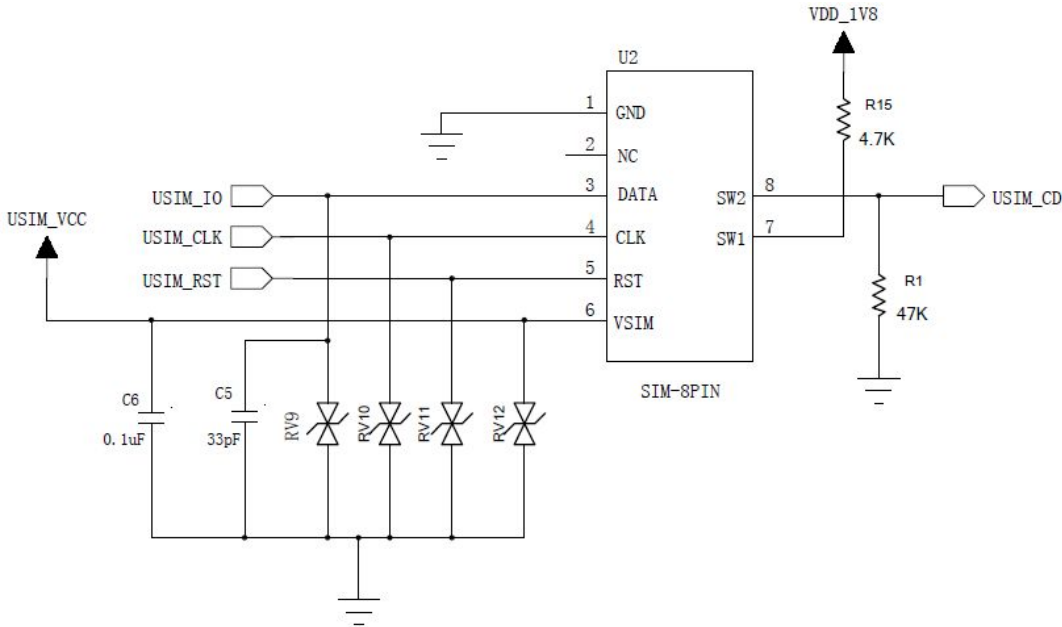 VDD_1V8
U2
R15
4.7K
1
GND
2
NC
USIM_IO
3
DATA
SW2
8
USIM_CD
USIM_VCC
USIM_CLK
4
CLK
SW1
7
USIM_RST
5
RST
R1
47K
6
VSIM
SIM-8PIN
C6
0.1uF
C5
33pF
RV9
RV10
RV11
RV12